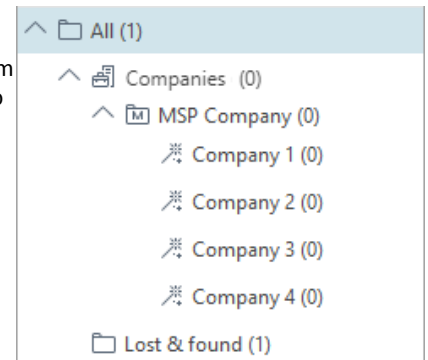 All (1)
m
Companies (0)
o
M MSP Company (0)
Company 1 (0)
Company 2 (0)
Company 3 (0)
Company 4 (0)
Lost & found (1)